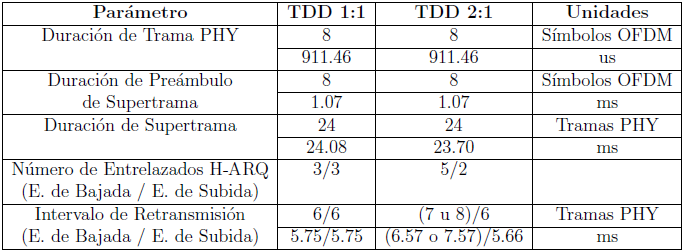 Parámetro TDD 1:1 TDD 2:1 Unidades
Duración de Trama PHY 8 8 Símbolos OFDM
911.46 911.46 us
Duración de Preámbulo 8 8 Símbolos OFDM
de Supertrama 1.07 1.07 ms
Duración de Supertrama 24 24 Tramas PHY
24.08 23.70 ms
Número de Entrelazados H-ARQ 3/3 5/2
(E. de Bajada / E. de Subida)
Intervalo de Retransmisión 6/6 (7 u 8)/6 Tramas PHY
(E. de Bajada / E. de Subida) 5.75/5.75 (6.57 o 7.57)/5.66 ms